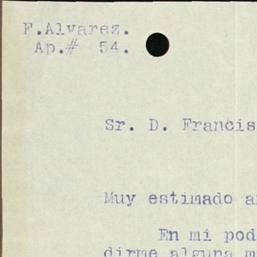 F.Alvarez.
Ap.# 54.
Sr. D. Francis
Muy estimado a
En mi pod
dirme alguna m